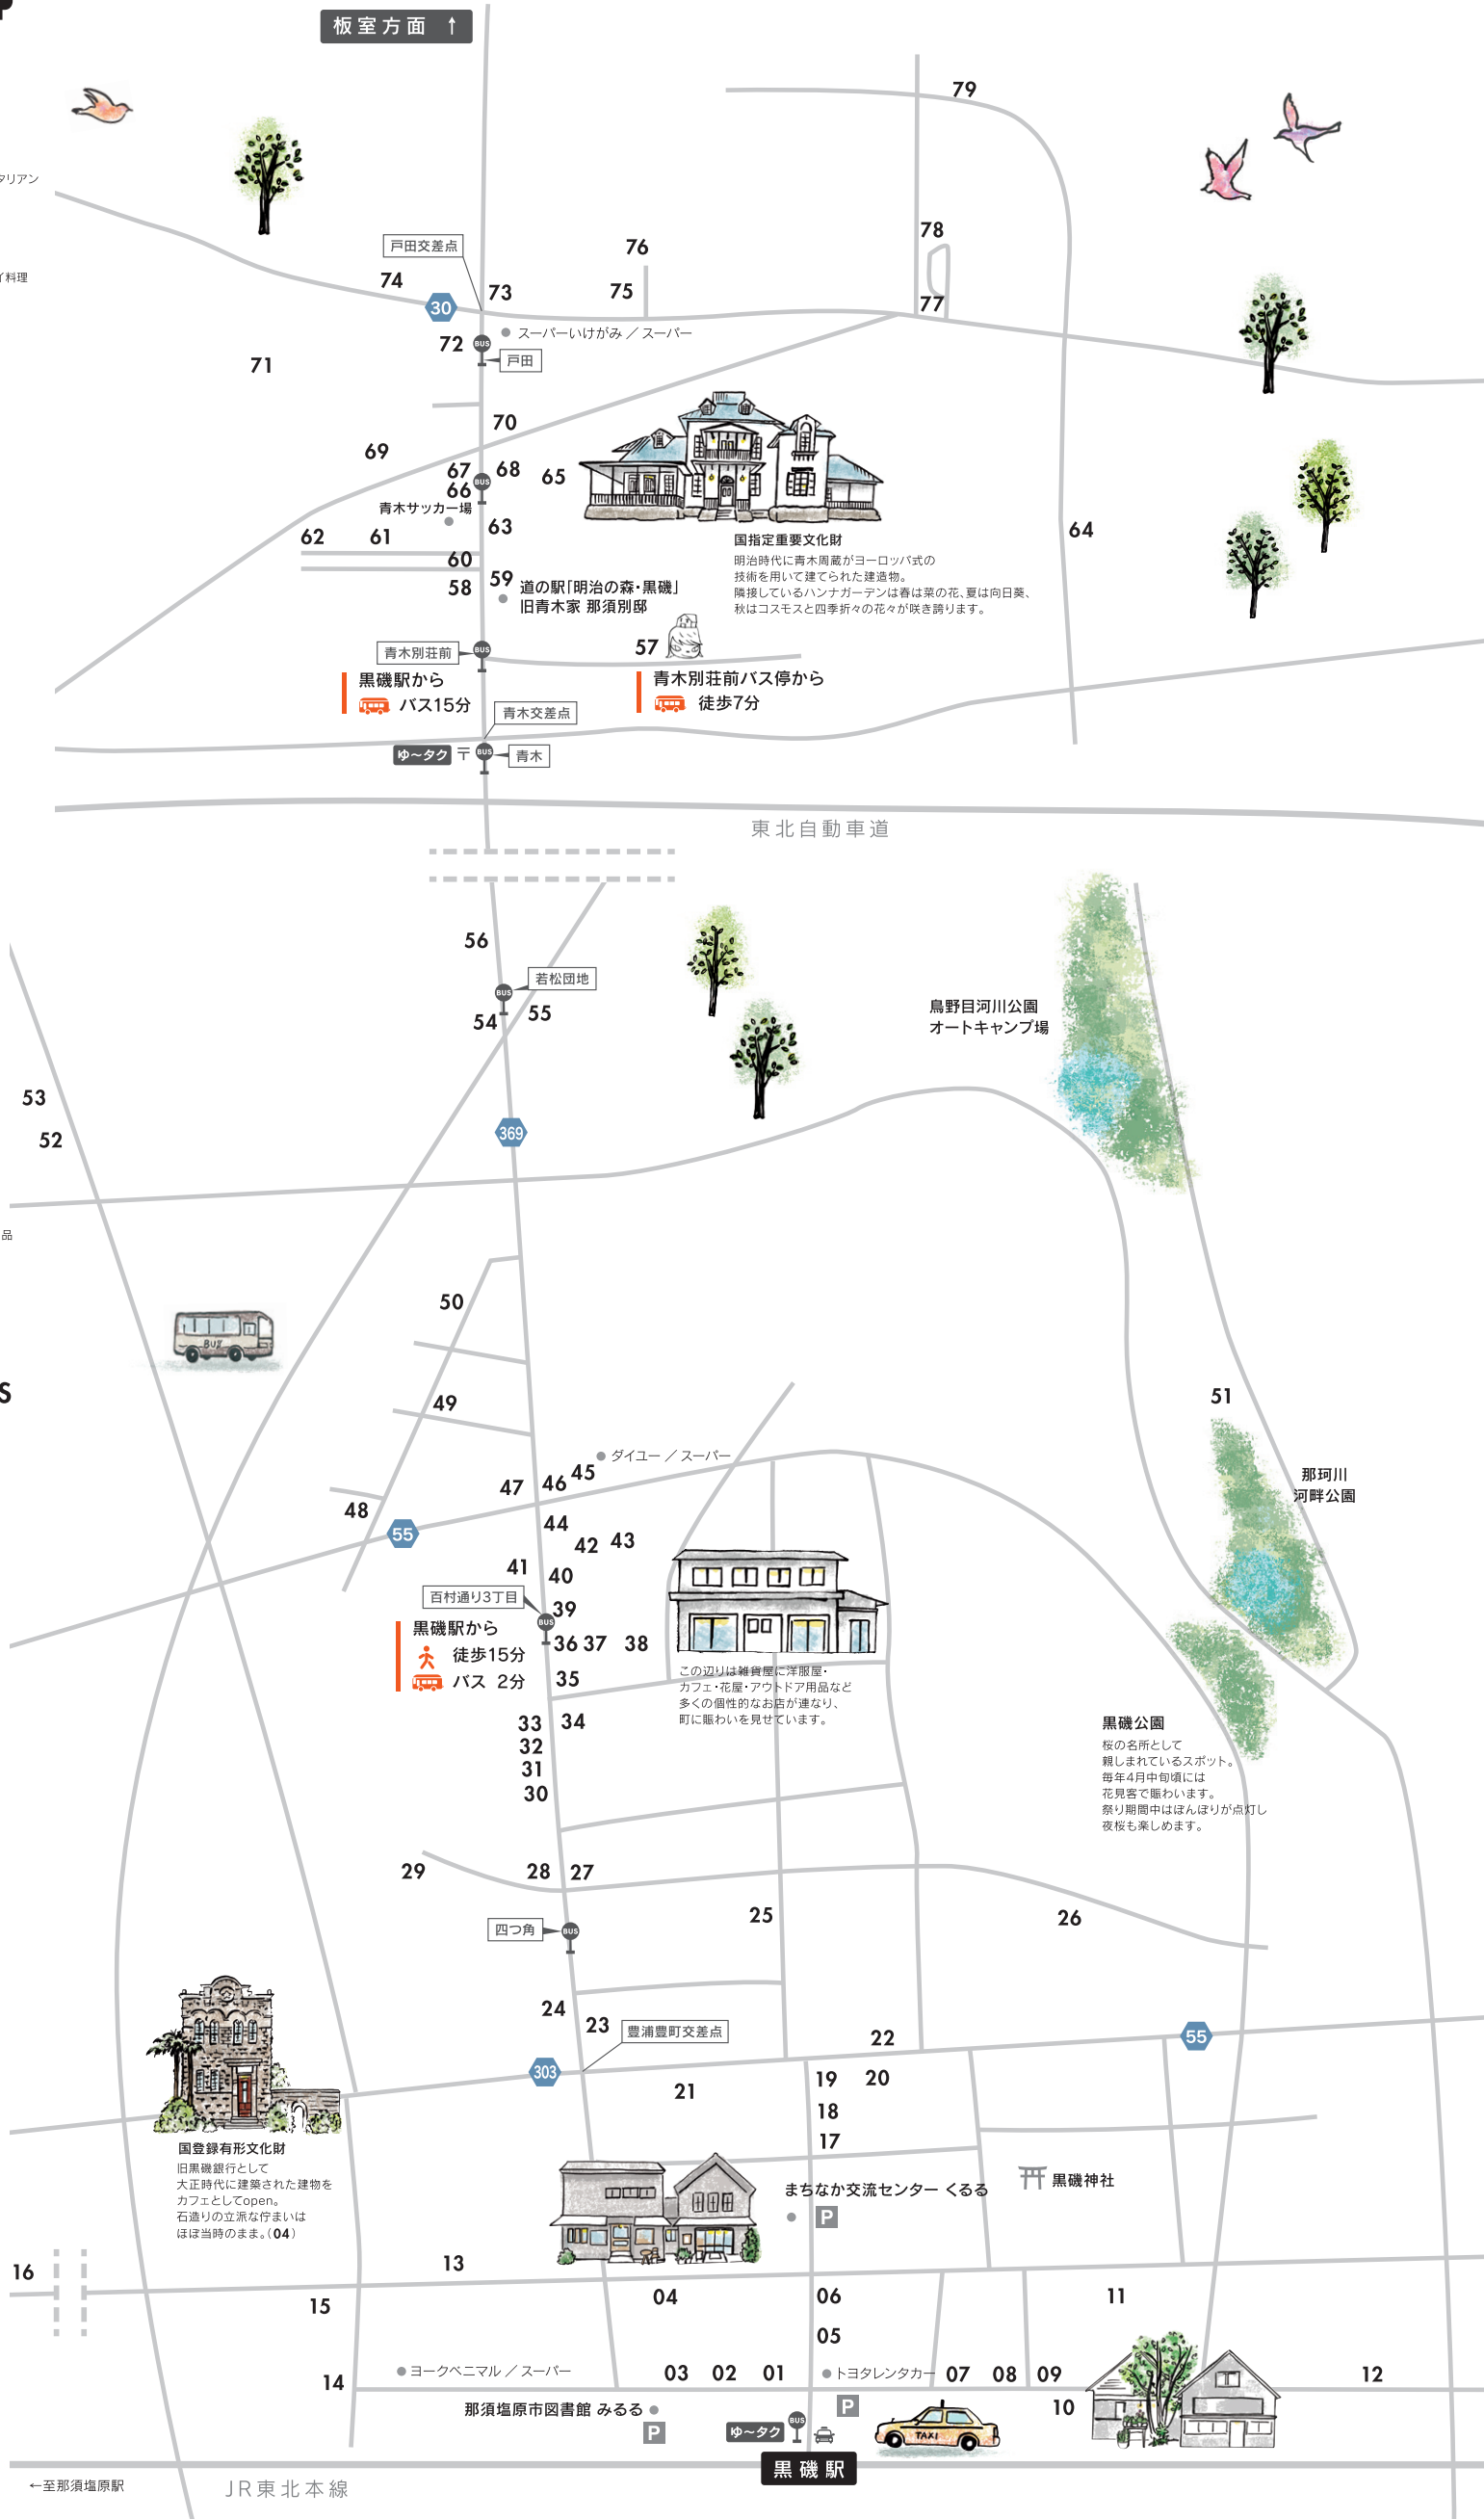 板室方面 ↑
79
タリアン
78
76
戸田交差点
イ料理
74
73
75
30
77
スーパーいけがみ／スーパー
72
BUS
戸田
71
70
69
67
68
65
66
BUS
青木サッカー場
63
62
61
64
国指定重要文化財
明治時代に青木周蔵がヨーロッパ式の
技術を用いて建てられた建造物。
隣接しているハンナガーデンは春は菜の花、夏は向日葵、
秋はコスモスと四季折々の花々が咲き誇ります。
60
59
道の駅「明治の森・黒磯」
旧青木家 那須別邸
58
青木別荘前
BUS
57
黒磯駅から
バス15分
青木別荘前バス停から
徒歩7分
青木交差点
ゆ〜タク
〒
BUS
青木
東北自動車道
56
若松団地
BUS
55
54
鳥野目河川公園
オートキャンプ場
53
52
369
品
50
BUS
S
51
49
ダイユー／スーパー
45
46
47
那珂川
河畔公園
48
44
55
42
43
41
40
百村通り3丁目
39
BUS
黒磯駅から
徒歩15分
バス 2分
36
37
38
35
この辺りは雑貨屋に洋服屋・
カフェ・花屋・アウトドア用品など
多くの個性的なお店が連なり、
町に賑わいを見せています。
33
34
32
31
30
黒磯公園
桜の名所として
親しまれているスポット。
毎年4月中旬頃には
花見客で賑わいます。
祭り期間中はぼんぼりが点灯し
夜桜も楽しめます。
29
28
27
25
26
四つ角
BUS
24
23
豊浦豊町交差点
22
55
303
21
19
20
18
17
国登録有形文化財
旧黒磯銀行として
大正時代に建築された建物を
カフェとしてopen。
石造りの立派な佇まいは
ほぼ当時のまま。（04）
まちなか交流センター くるる
P
黒磯神社
16
13
15
04
06
11
05
ヨークベニマル／スーパー
14
03
02
01
トヨタレンタカー
07
08
09
12
那須塩原市図書館 みるる
P
P
10
ゆ〜タク
BUS
TAXI
黒磯駅
←至那須塩原駅
JR東北本線